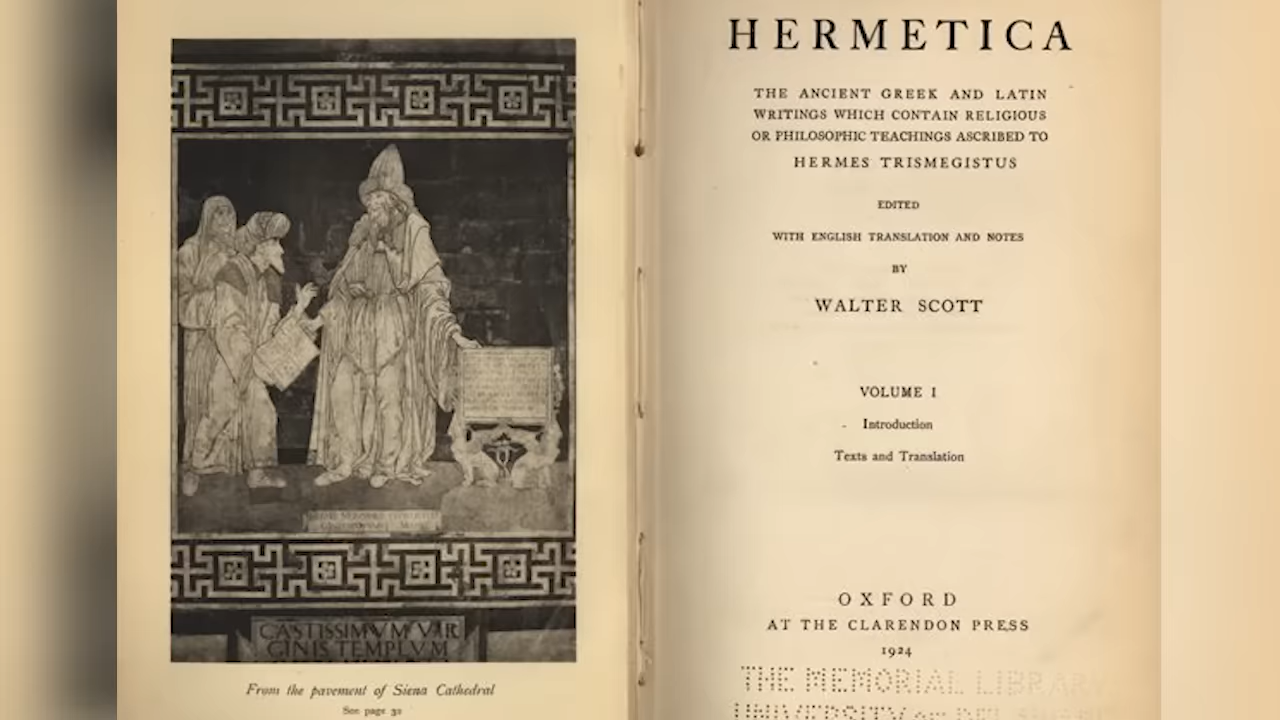 CASTISSIMVM VIR
GINIS TEMPLVM
From the pavement of Siena Cathedral
See page 32
HERMETICA
THE ANCIENT GREEK AND LATIN
WRITINGS WHICH CONTAIN RELIGIOUS
OR PHILOSOPHIC TEACHINGS ASCRIBED TO
HERMES TRISMEGISTUS
EDITED
WITH ENGLISH TRANSLATION AND NOTES
BY
WALTER SCOTT
VOLUME I
Introduction
Texts and Translation
OXFORD
AT THE CLARENDON PRESS
1924
THE MEMORIAL LIBRARY